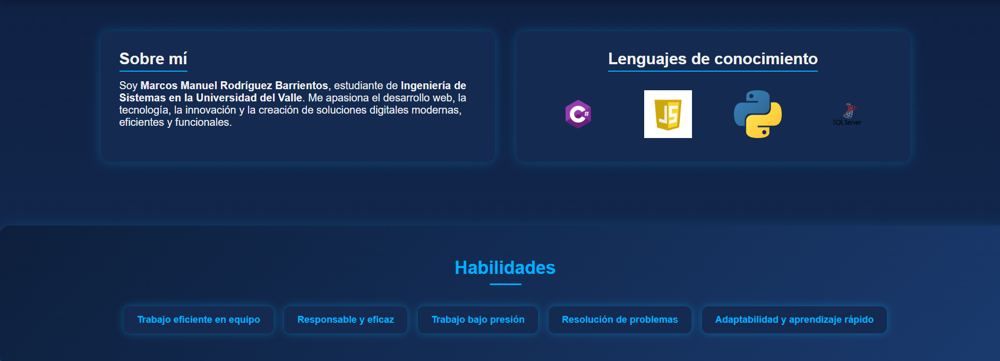 Sobre mí
Soy Marcos Manuel Rodríguez Barrientos, estudiante de Ingeniería de
Sistemas en la Universidad del Valle. Me apasiona el desarrollo web, la
tecnología, la innovación y la creación de soluciones digitales modernas,
eficientes y funcionales.
Lenguajes de conocimiento
C#
JS
SQL Server
Habilidades
Trabajo eficiente en equipo
Responsable y eficaz
Trabajo bajo presión
Resolución de problemas
Adaptabilidad y aprendizaje rápido